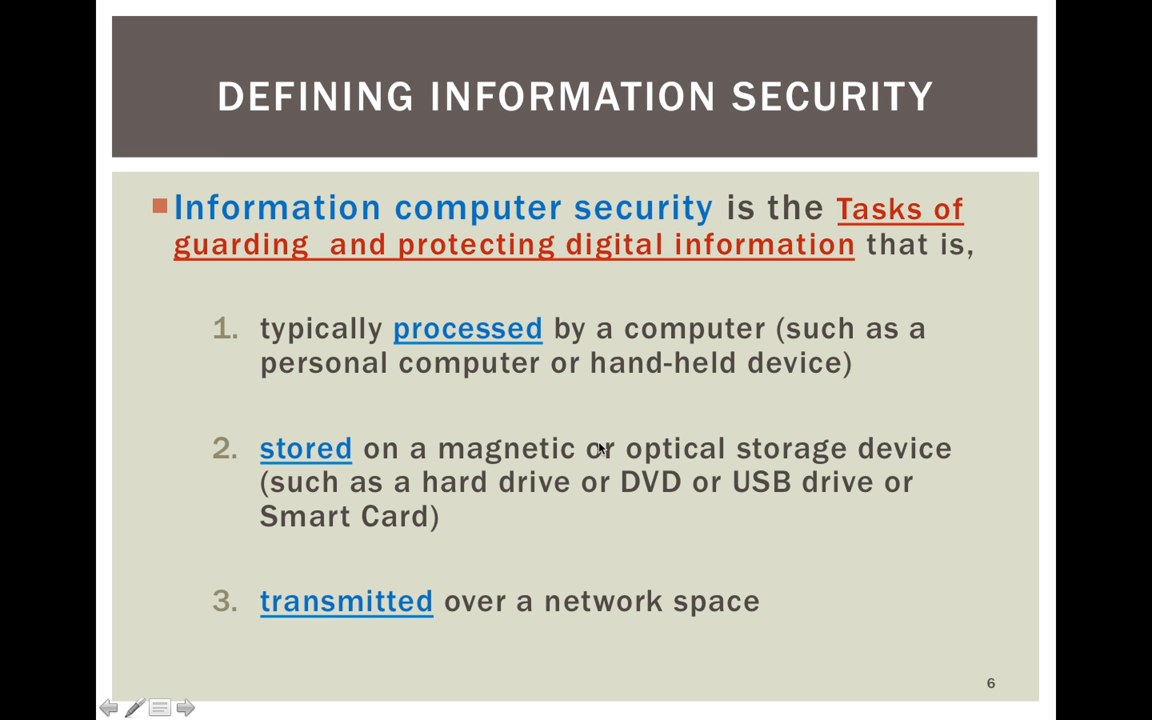 DEFINING INFORMATION SECURITY
Information computer security is the Tasks of
guarding and protecting digital information that is,
1. typically processed by a computer (such as a
personal computer or hand-held device)
2. stored on a magnetic or optical storage device
(such as a hard drive or DVD or USB drive or
Smart Card)
3. transmitted over a network space
6